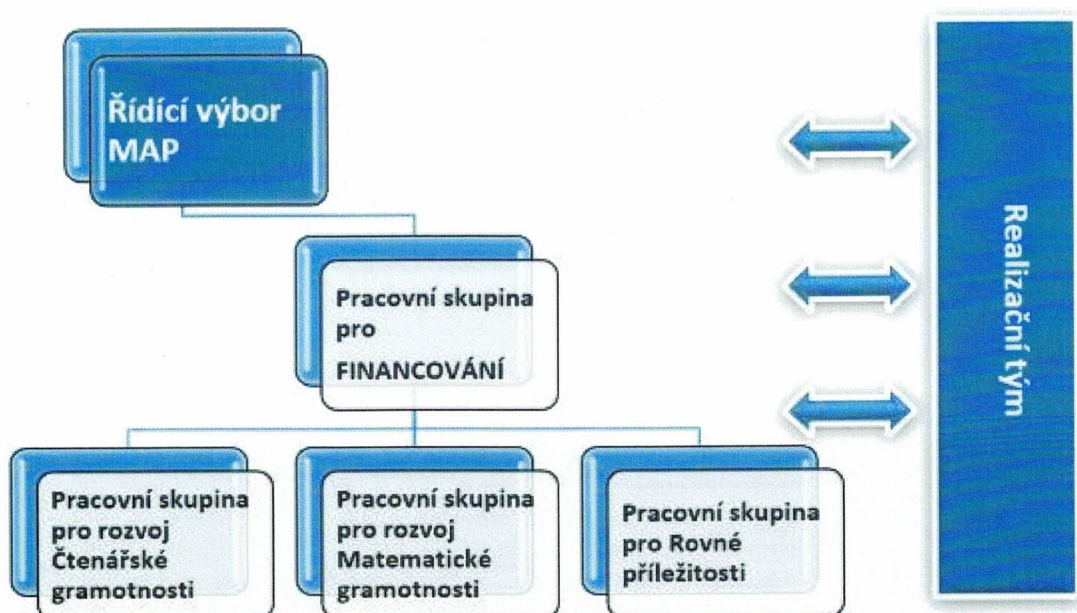 Řídící výbor
MAP
Pracovní skupina
pro
FINANCOVÁNÍ
Pracovní skupina
pro rozvoj
Čtenářské
gramotnosti
Pracovní skupina
pro rozvoj
Matematické
gramotnosti
Pracovní skupina
pro Rovné
příležitosti
Realizační tým